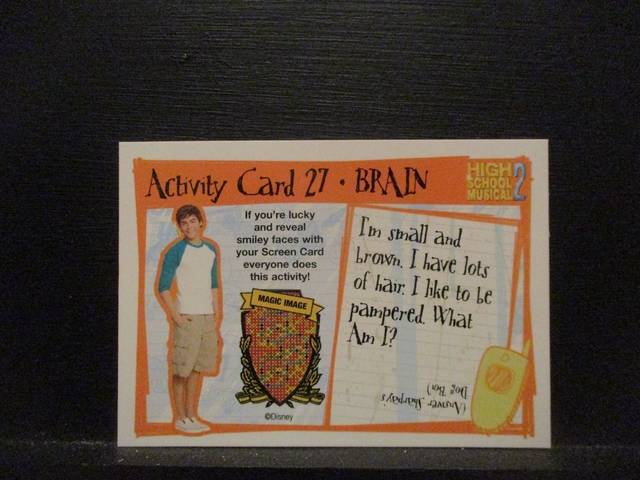 Activity Card 27 • BRAIN
HIGH
SCHOOL
MUSICAL 2
If you're lucky
and reveal
smiley faces with
your Screen Card
everyone does
this activity!
MAGIC IMAGE
©Disney
I'm small and
brown. I have lots
of hair. I like to be
pampered. What
Am I?
(Answer: Sharpay's
Dog Boi)